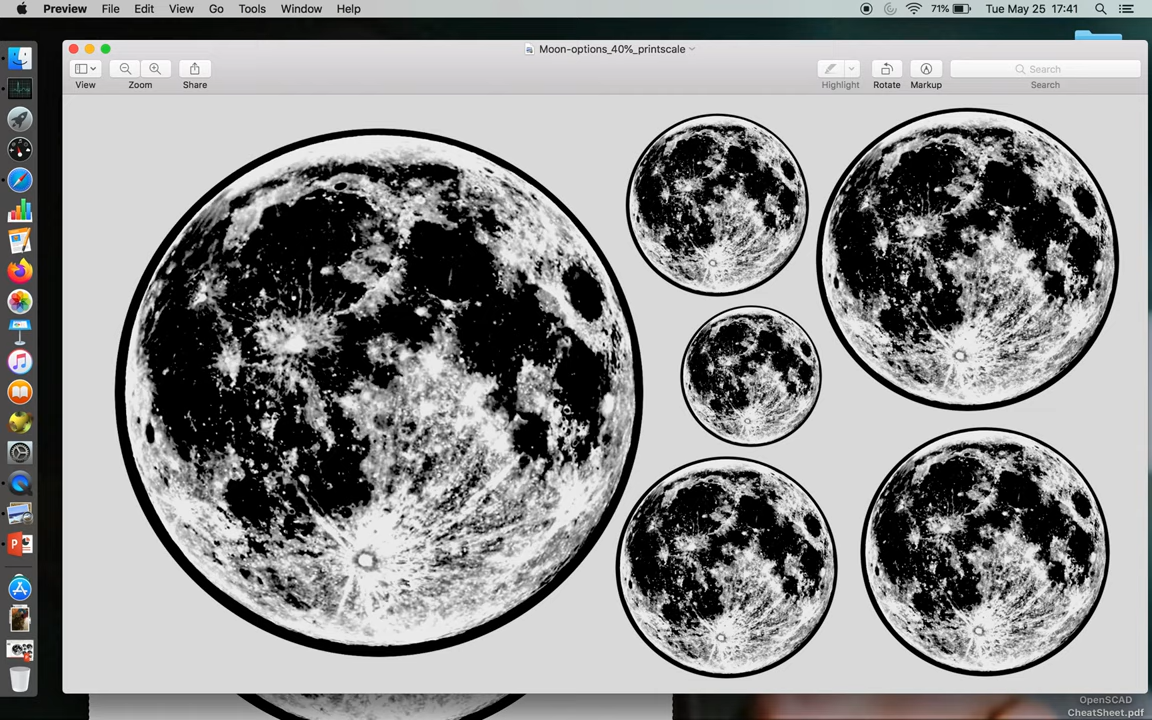 Preview File Edit View Go Tools Window Help 71% Tue May 25 17:41
Moon-options_40%_printscale
Search
View Zoom Share Highlight Rotate Markup Search
OpenSCAD
CheatSheet.pdf